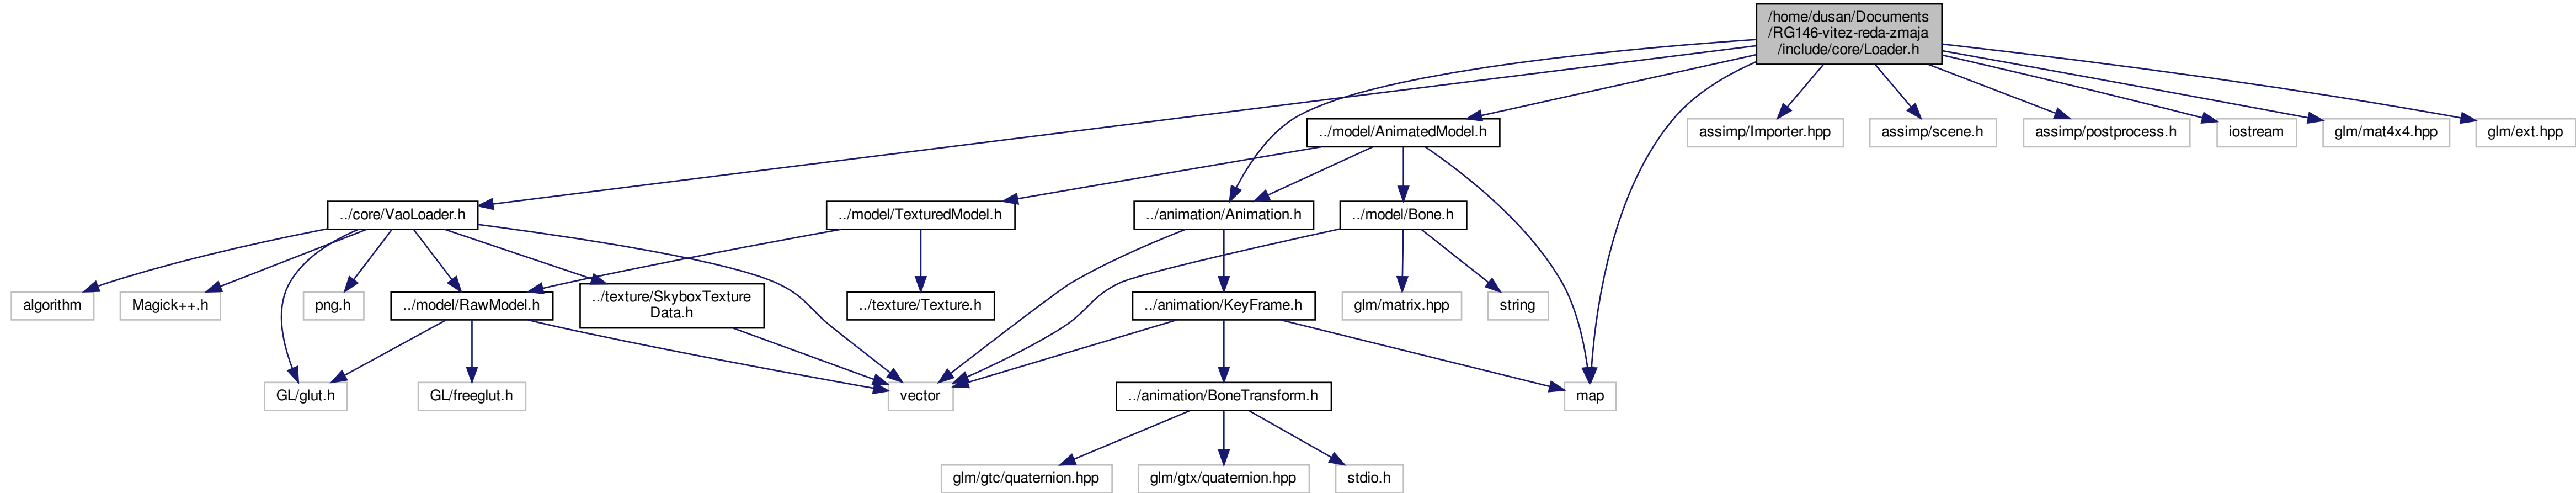 /home/dusan/Documents
/RG146-vitez-reda-zmaja
/include/core/Loader.h
../model/AnimatedModel.h
assimp/Importer.hpp
assimp/scene.h
assimp/postprocess.h
iostream
glm/mat4x4.hpp
glm/ext.hpp
../core/VaoLoader.h
../model/TexturedModel.h
../animation/Animation.h
../model/Bone.h
algorithm
Magick++.h
png.h
../model/RawModel.h
../texture/SkyboxTexture
Data.h
../texture/Texture.h
../animation/KeyFrame.h
glm/matrix.hpp
string
GL/glut.h
GL/freeglut.h
vector
../animation/BoneTransform.h
map
glm/gtc/quaternion.hpp
glm/gtx/quaternion.hpp
stdio.h